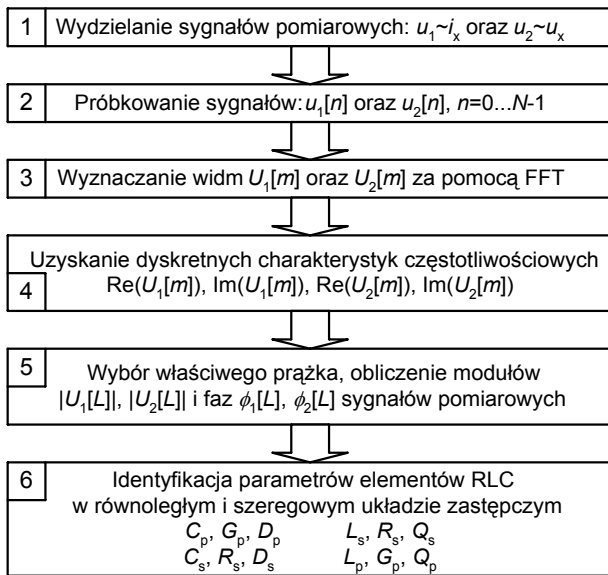 1 Wydzielanie sygnałów pomiarowych: u₁~iₓ oraz u₂~uₓ
2 Próbkowanie sygnałów: u₁[n] oraz u₂[n], n=0...N-1
3 Wyznaczanie widm U₁[m] oraz U₂[m] za pomocą FFT
Uzyskanie dyskretnych charakterystyk częstotliwościowych
4 Re(U₁[m]), Im(U₁[m]), Re(U₂[m]), Im(U₂[m])
5 Wybór właściwego prążka, obliczenie modułów
|U₁[L]|, |U₂[L]| i faz ϕ₁[L], ϕ₂[L] sygnałów pomiarowych
6 Identyfikacja parametrów elementów RLC
w równoległym i szeregowym układzie zastępczym
Cₚ, Gₚ, Dₚ Lₛ, Rₛ, Qₛ
Cₛ, Rₛ, Dₛ Lₚ, Gₚ, Qₚ